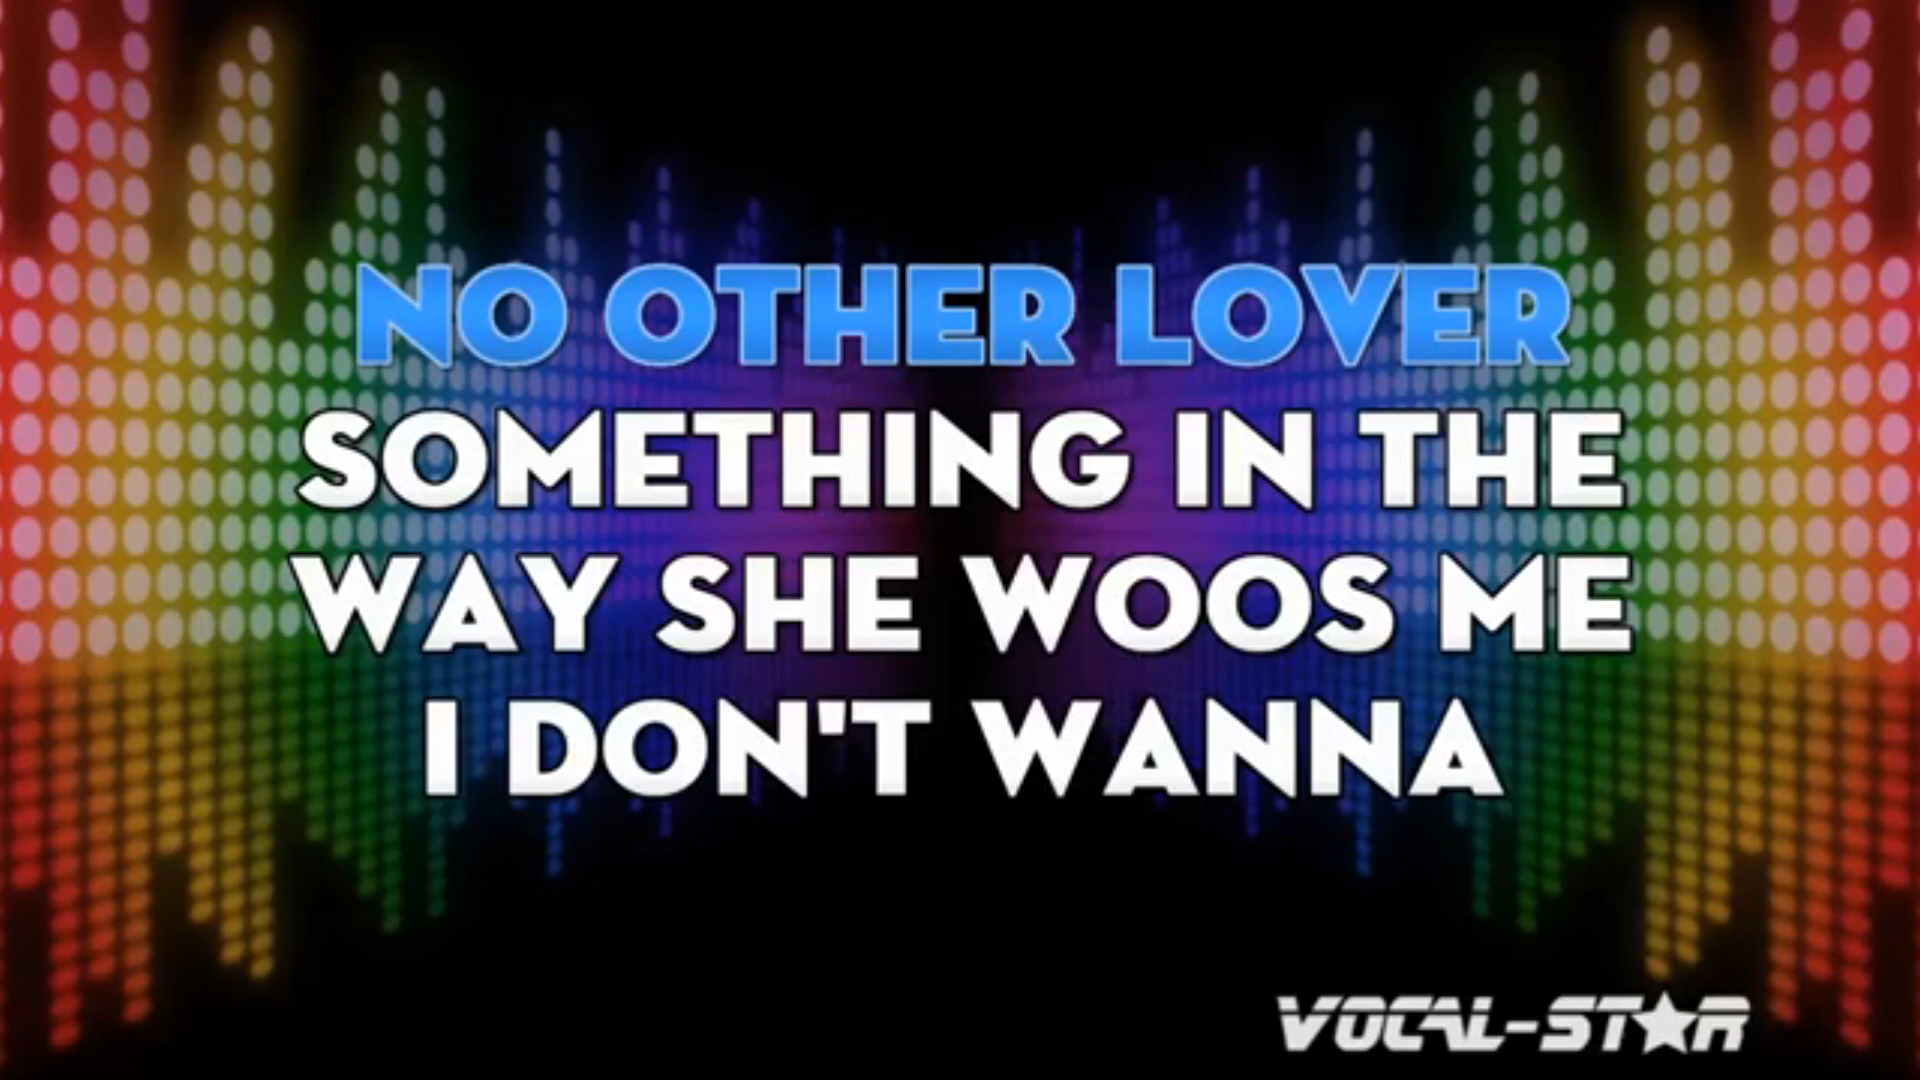 NO OTHER LOVER
SOMETHING IN THE
WAY SHE WOOS ME
I DON'T WANNA
VOCAL-STAR